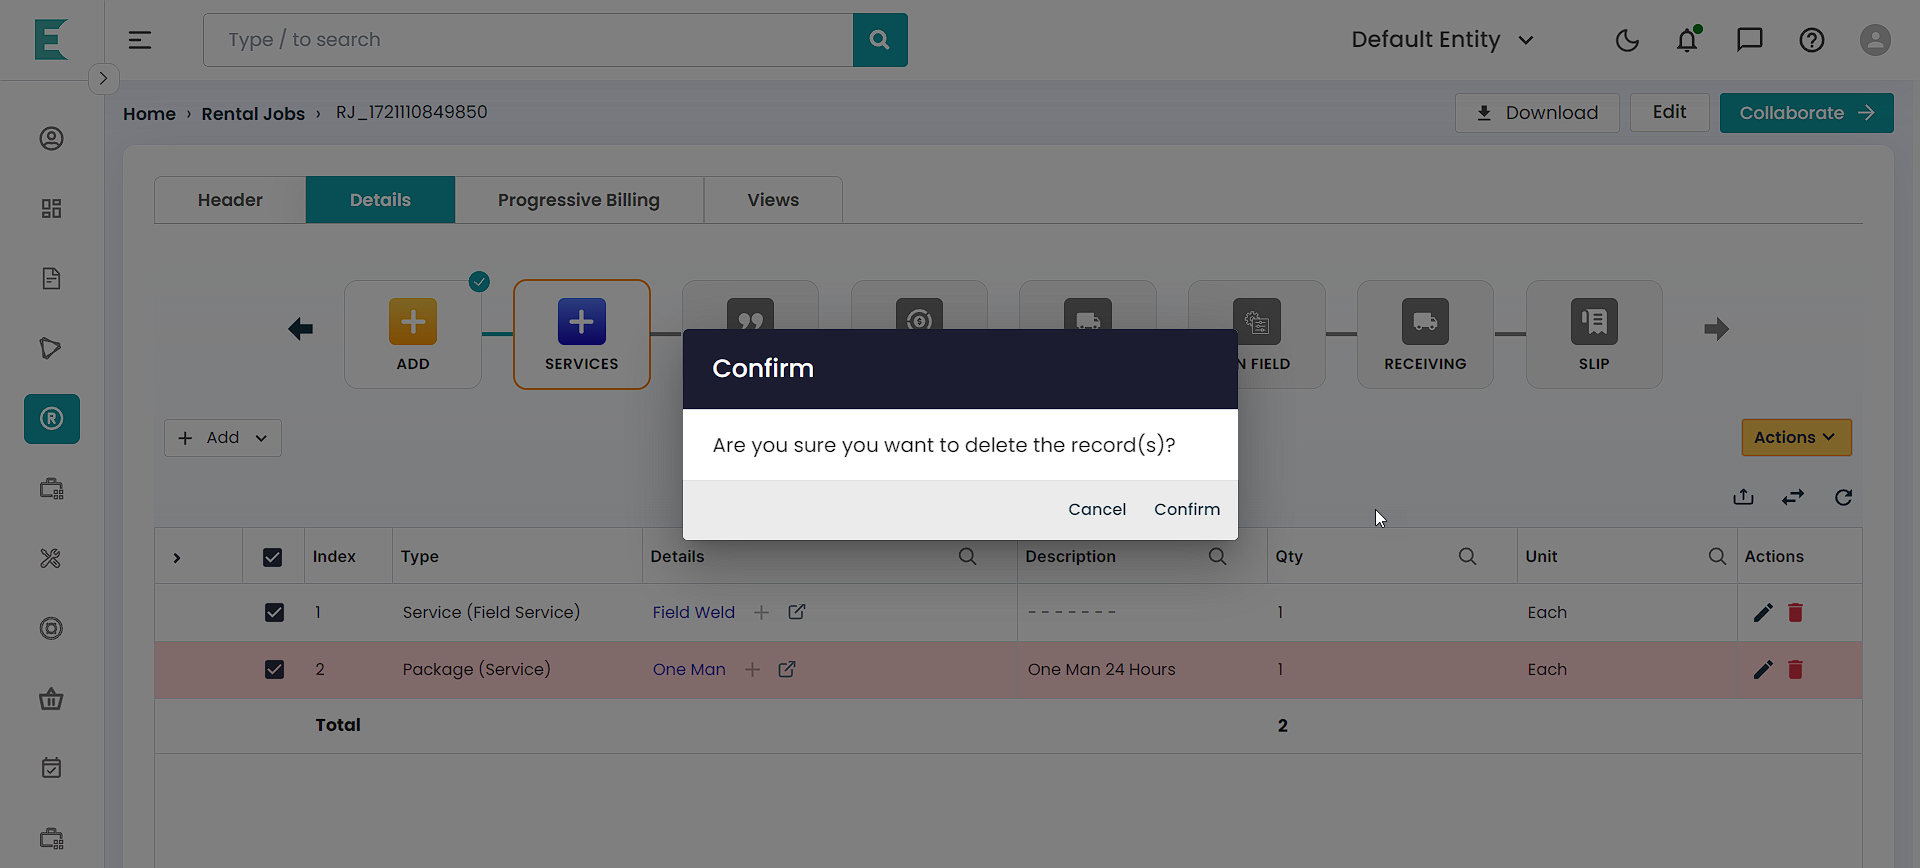 Type / to search
Default Entity
Home › Rental Jobs › RJ_1721110849850
Download
Edit
Collaborate
Header
Details
Progressive Billing
Views
ADD
SERVICES
N FIELD
RECEIVING
SLIP
Confirm
Are you sure you want to delete the record(s)?
Cancel
Confirm
Add
Actions
Index Type Details Description Qty Unit Actions
1 Service (Field Service) Field Weld - - - - - - - 1 Each
2 Package (Service) One Man One Man 24 Hours 1 Each
Total 2